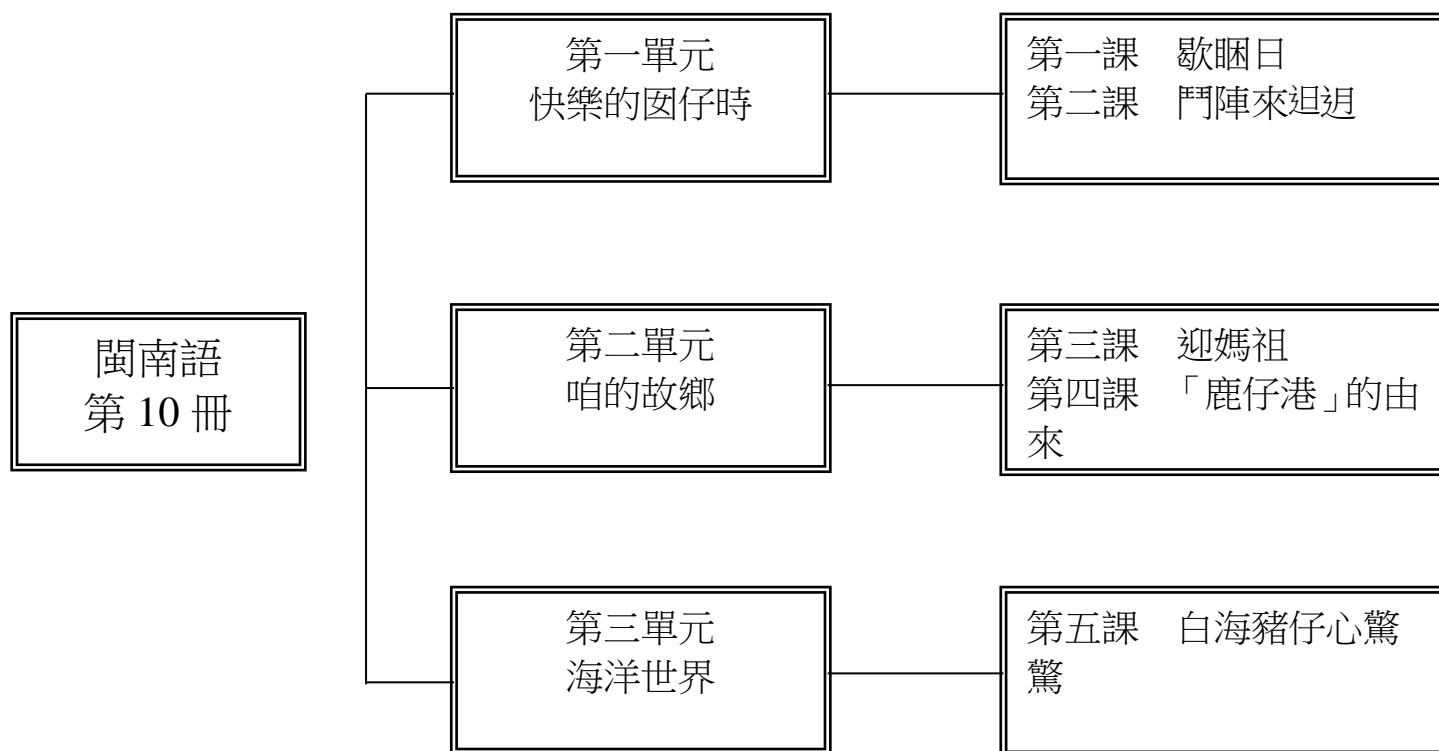 閩南語
第 10 冊
第一單元
快樂的囡仔時
第一課　歇睏日
第二課　鬥陣來𨑨迌
第二單元
咱的故鄉
第三課　迎媽祖
第四課　「鹿仔港」的由
來
第三單元
海洋世界
第五課　白海豬仔心驚
驚